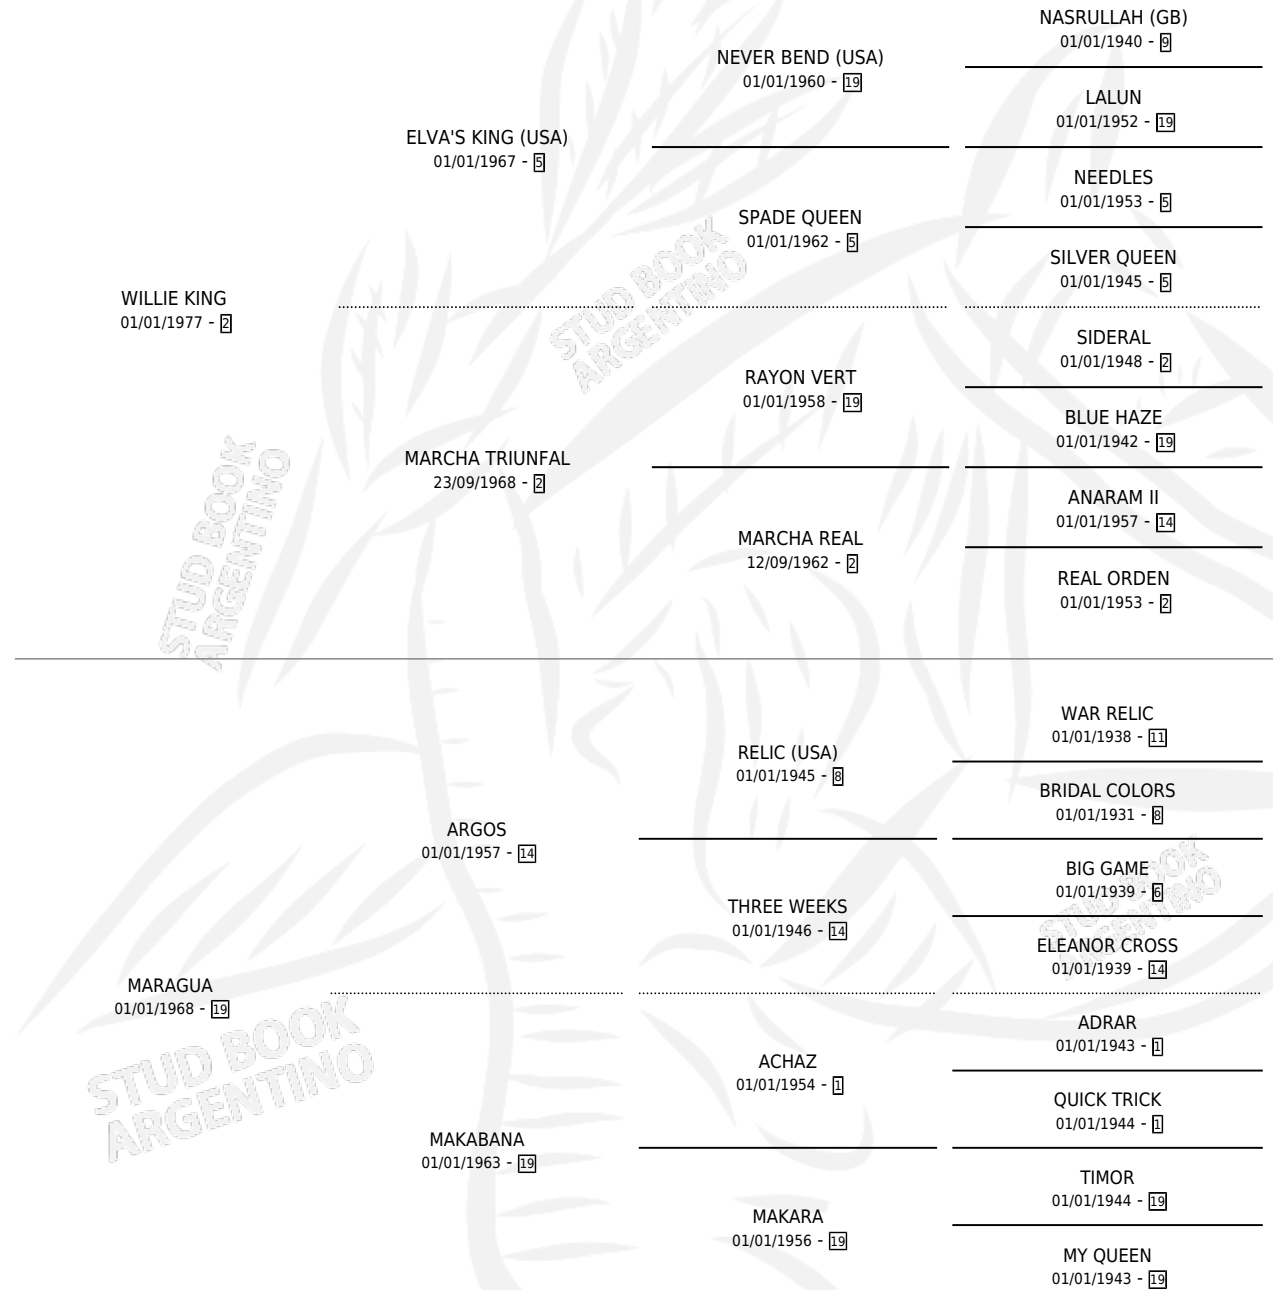 NASRULLAH (GB)
01/01/1940 - 9
NEVER BEND (USA)
01/01/1960 - 19
LALUN
01/01/1952 - 19
ELVA'S KING (USA)
01/01/1967 - 5
NEEDLES
01/01/1953 - 5
SPADE QUEEN
01/01/1962 - 5
SILVER QUEEN
01/01/1945 - 5
WILLIE KING
01/01/1977 - 2
SIDERAL
01/01/1948 - 2
RAYON VERT
01/01/1958 - 19
BLUE HAZE
01/01/1942 - 19
MARCHA TRIUNFAL
23/09/1968 - 2
ANARAM II
01/01/1957 - 14
MARCHA REAL
12/09/1962 - 2
REAL ORDEN
01/01/1953 - 2
STUD BOOK
ARGENTINO
STUD BOOK
ARGENTINO
WAR RELIC
01/01/1938 - 11
RELIC (USA)
01/01/1945 - 8
BRIDAL COLORS
01/01/1931 - 8
ARGOS
01/01/1957 - 14
BIG GAME
01/01/1939 - 6
THREE WEEKS
01/01/1946 - 14
ELEANOR CROSS
01/01/1939 - 14
MARAGUA
01/01/1968 - 19
ADRAR
01/01/1943 - 1
ACHAZ
01/01/1954 - 1
QUICK TRICK
01/01/1944 - 1
MAKABANA
01/01/1963 - 19
TIMOR
01/01/1944 - 19
MAKARA
01/01/1956 - 19
MY QUEEN
01/01/1943 - 19
STUD BOOK
ARGENTINO
STUD BOOK
ARGENTINO